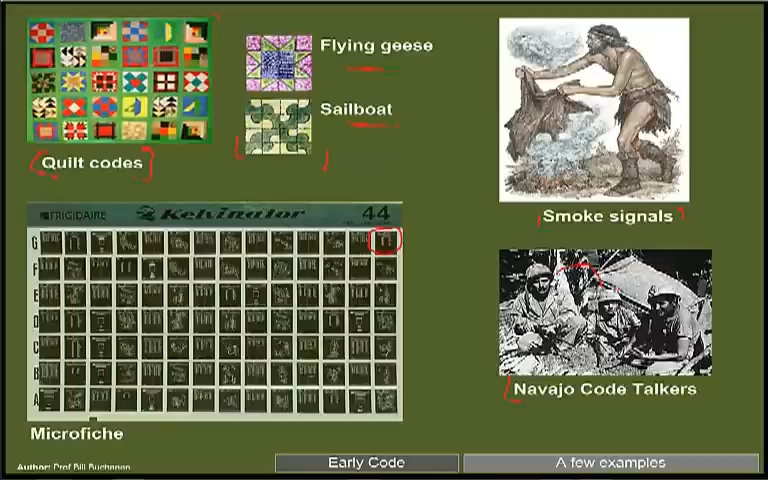 Flying geese
Sailboat
Quilt codes
Smoke signals
FRIGIDAIRE Kelvinator 44
G
F
E
D
C
B
A
Navajo Code Talkers
Microfiche
Author: Prof Bill Buchanan
Early Code
A few examples